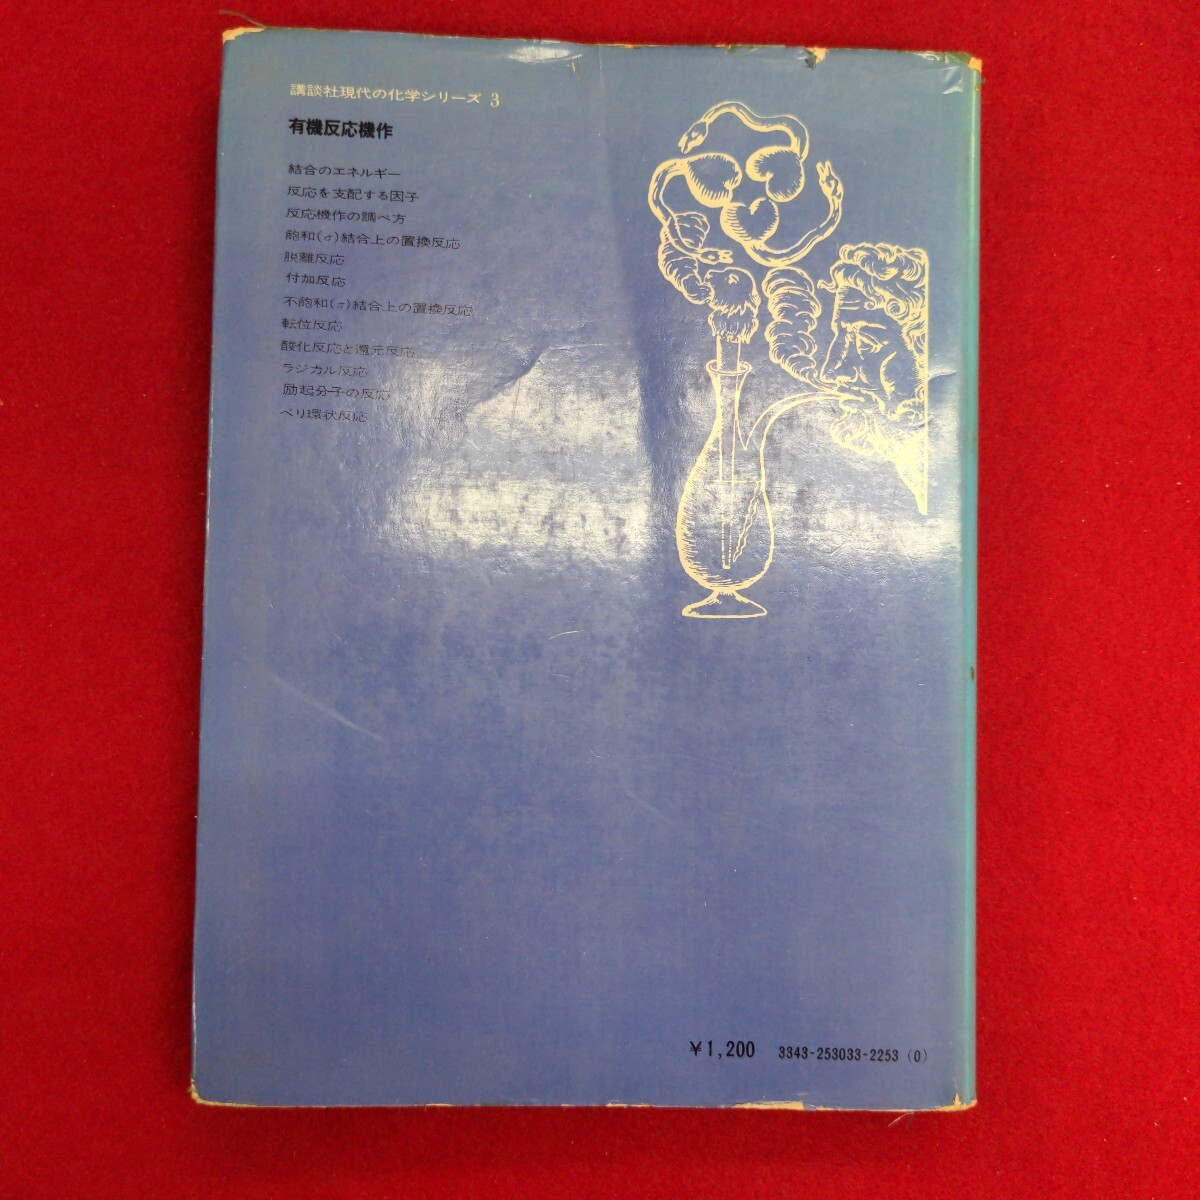 講談社現代の化学シリーズ 3
有機反応機作
結合のエネルギー
反応を支配する因子
反応機作の調べ方
飽和(σ)結合上の置換反応
脱離反応
付加反応
不飽和(π)結合上の置換反応
転位反応
酸化反応と還元反応
ラジカル反応
励起分子の反応
ペリ環状反応
￥1,200 3343-253033-2253 (0)